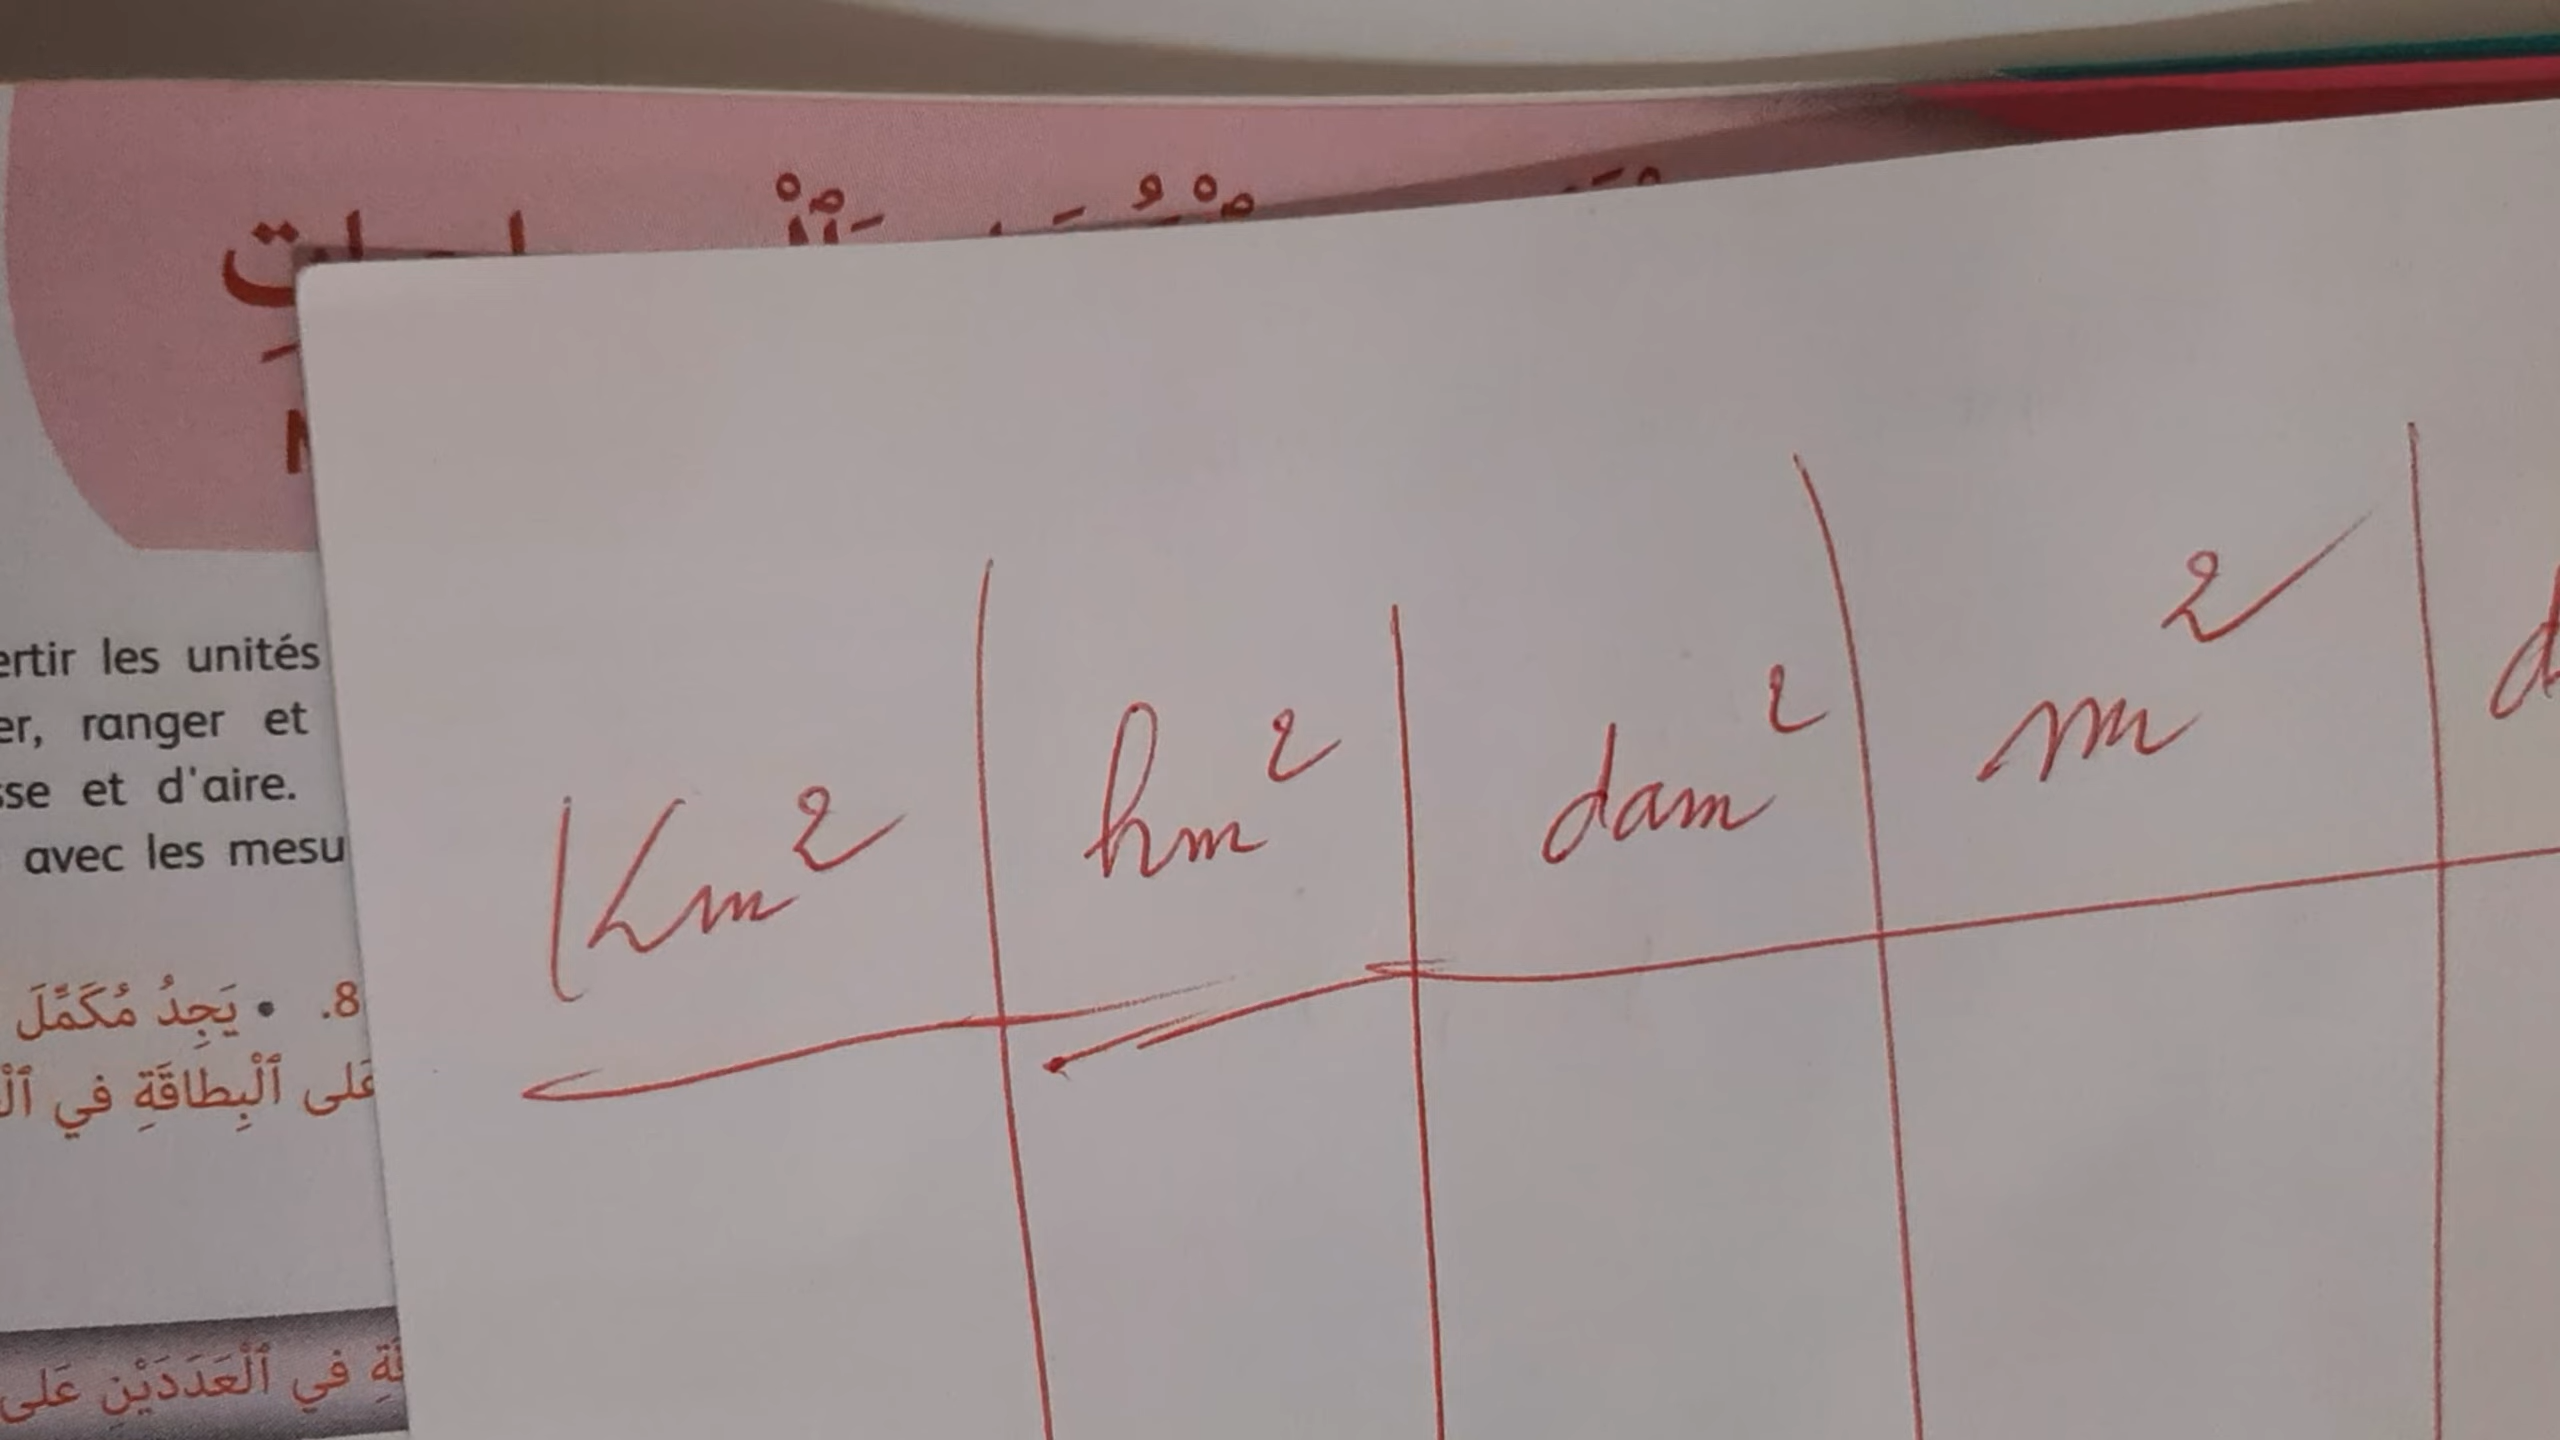 Km² hm² dam² m² d
ertir les unités
er, ranger et
sse et d'aire.
avec les mesu
8. • يَجِدُ مُكَمِّلَ
عَلى ٱلْبِطاقَةِ في ٱلْ
ةِ في ٱلْعَدَدَيْنِ عَلى